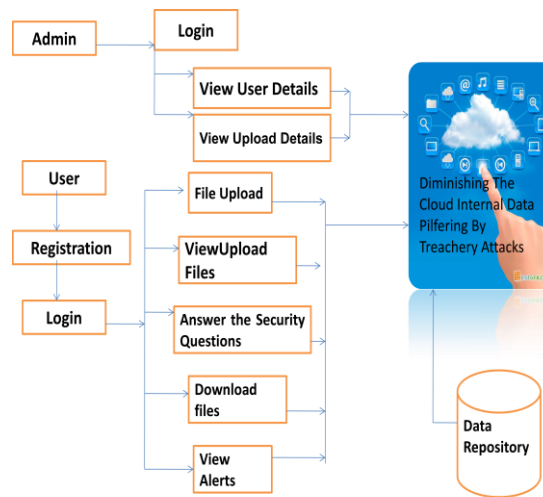 Admin
Login
View User Details
View Upload Details
User
Registration
Login
File Upload
ViewUpload
Files
Answer the Security
Questions
Download
files
View
Alerts
Diminishing The
Cloud Internal Data
Pilfering By
Treachery Attacks
Data
Repository